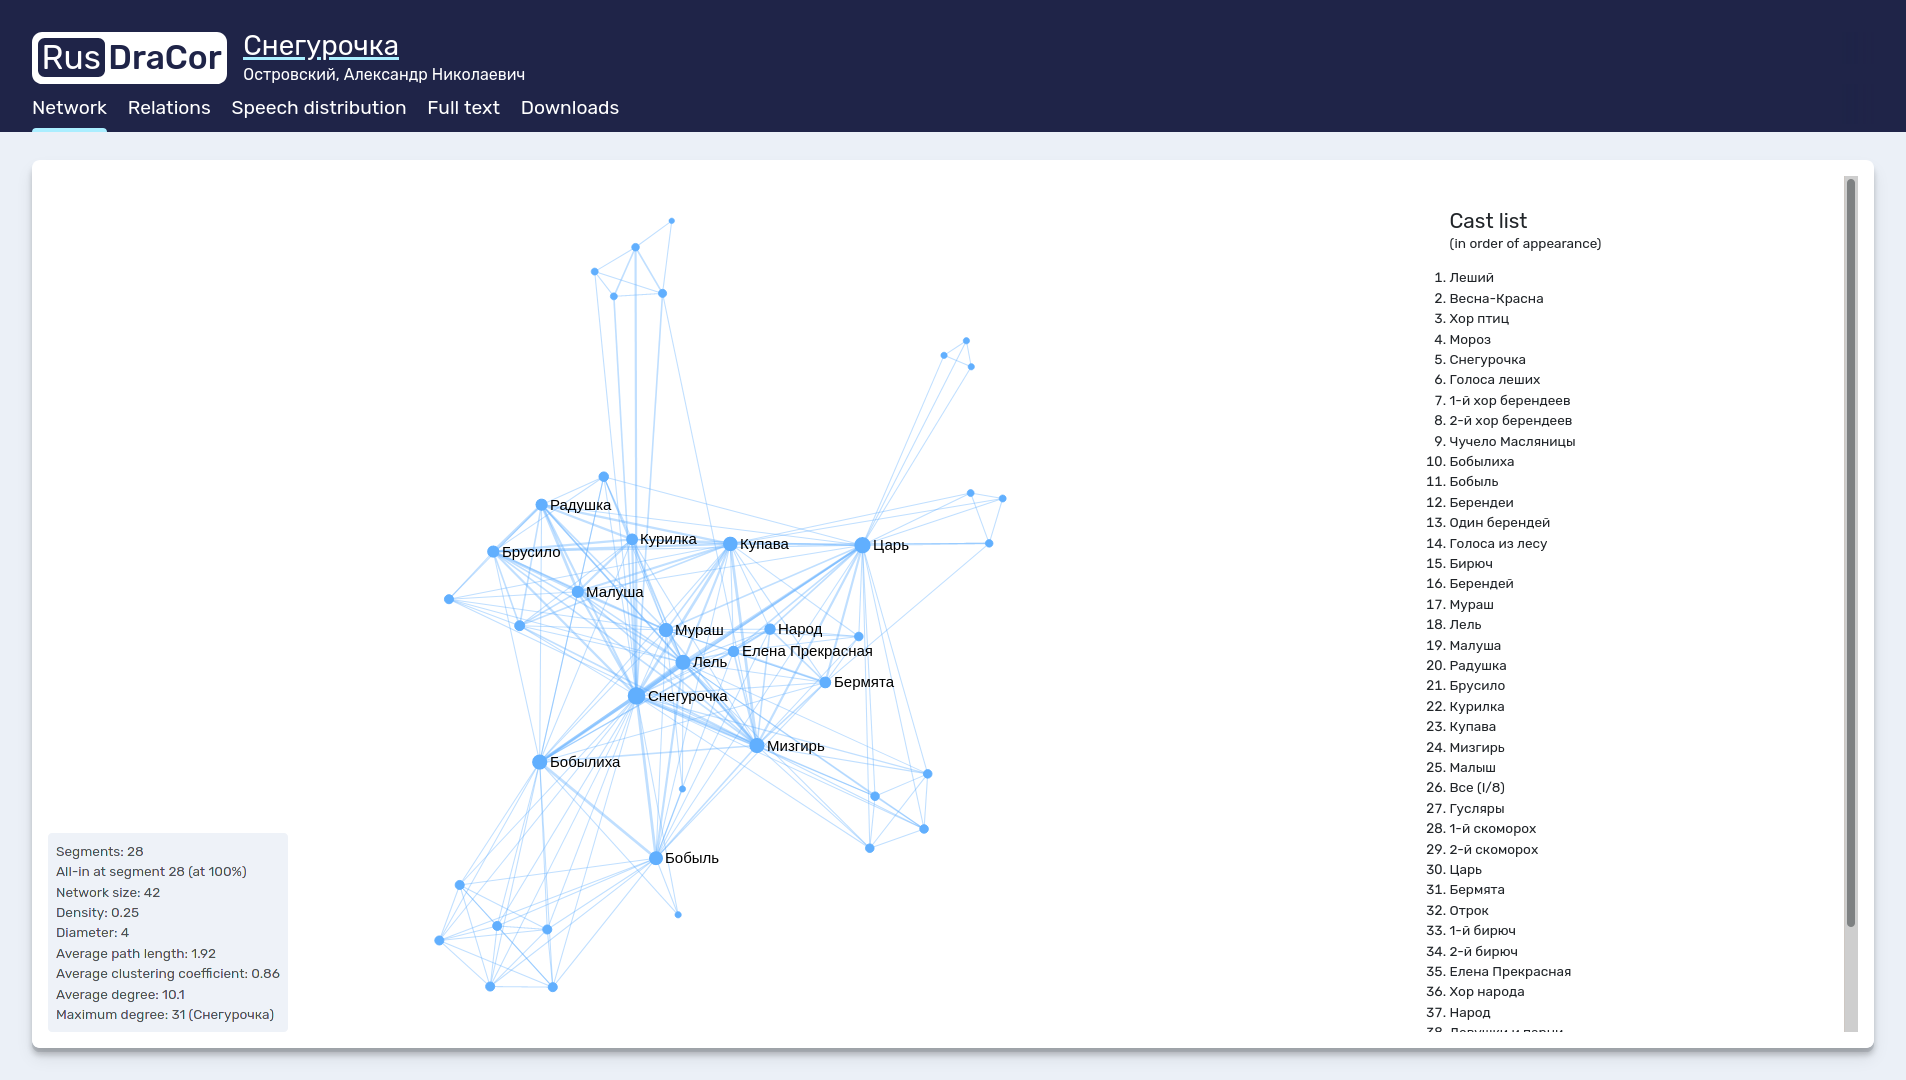 RusDraCor
Снегурочка
Островский, Александр Николаевич
Network Relations Speech distribution Full text Downloads
Радушка
Курилка
Купава
Царь
Брусило
Малуша
Мураш
Народ
Елена Прекрасная
Лель
Бермята
Снегурочка
Мизгирь
Бобылиха
Бобыль
Segments: 28
All-in at segment 28 (at 100%)
Network size: 42
Density: 0.25
Diameter: 4
Average path length: 1.92
Average clustering coefficient: 0.86
Average degree: 10.1
Maximum degree: 31 (Снегурочка)
Cast list
(in order of appearance)
1. Леший
2. Весна-Красна
3. Хор птиц
4. Мороз
5. Снегурочка
6. Голоса леших
7. 1-й хор берендеев
8. 2-й хор берендеев
9. Чучело Масляницы
10. Бобылиха
11. Бобыль
12. Берендеи
13. Один берендей
14. Голоса из лесу
15. Бирюч
16. Берендей
17. Мураш
18. Лель
19. Малуша
20. Радушка
21. Брусило
22. Курилка
23. Купава
24. Мизгирь
25. Малыш
26. Все (I/8)
27. Гусляры
28. 1-й скоморох
29. 2-й скоморох
30. Царь
31. Бермята
32. Отрок
33. 1-й бирюч
34. 2-й бирюч
35. Елена Прекрасная
36. Хор народа
37. Народ
38. Девушки и парни